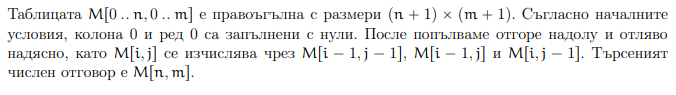 Таблицата M[0 .. n, 0 .. m] е правоъгълна с размери (n + 1) × (m + 1). Съгласно началните
условия, колона 0 и ред 0 са запълнени с нули. После попълваме отгоре надолу и отляво
надясно, като M[i, j] се изчислява чрез M[i − 1, j − 1], M[i − 1, j] и M[i, j − 1]. Търсеният
числен отговор е M[n, m].